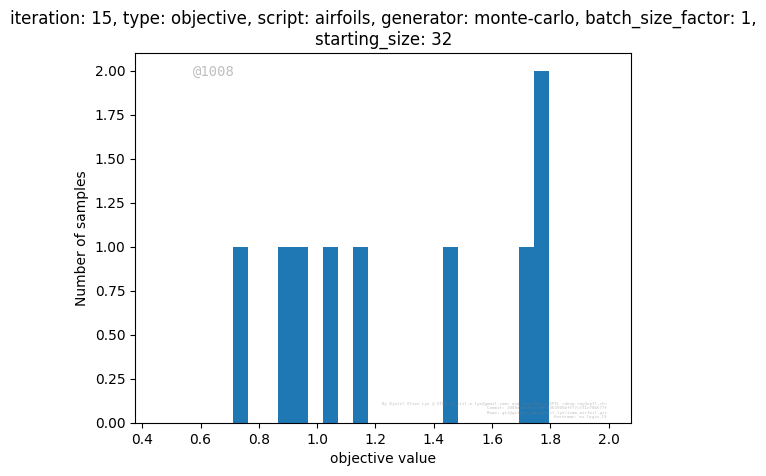 iteration: 15, type: objective, script: airfoils, generator: monte-carlo, batch_size_factor: 1,
starting_size: 32
@1008
2.00
1.75
1.50
1.25
1.00
0.75
0.50
0.25
0.00
Number of samples
0.4 0.6 0.8 1.0 1.2 1.4 1.6 1.8 2.0
objective value